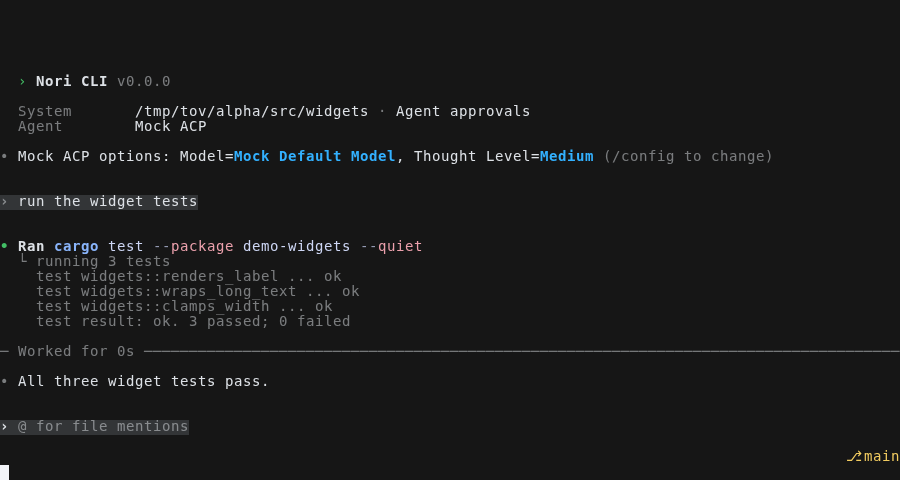 › Nori CLI v0.0.0
System /tmp/tov/alpha/src/widgets · Agent approvals
Agent Mock ACP
• Mock ACP options: Model=Mock Default Model, Thought Level=Medium (/config to change)
› run the widget tests
• Ran cargo test --package demo-widgets --quiet
└ running 3 tests
test widgets::renders_label ... ok
test widgets::wraps_long_text ... ok
test widgets::clamps_width ... ok
test result: ok. 3 passed; 0 failed
─ Worked for 0s ─
• All three widget tests pass.
› @ for file mentions
⎇main